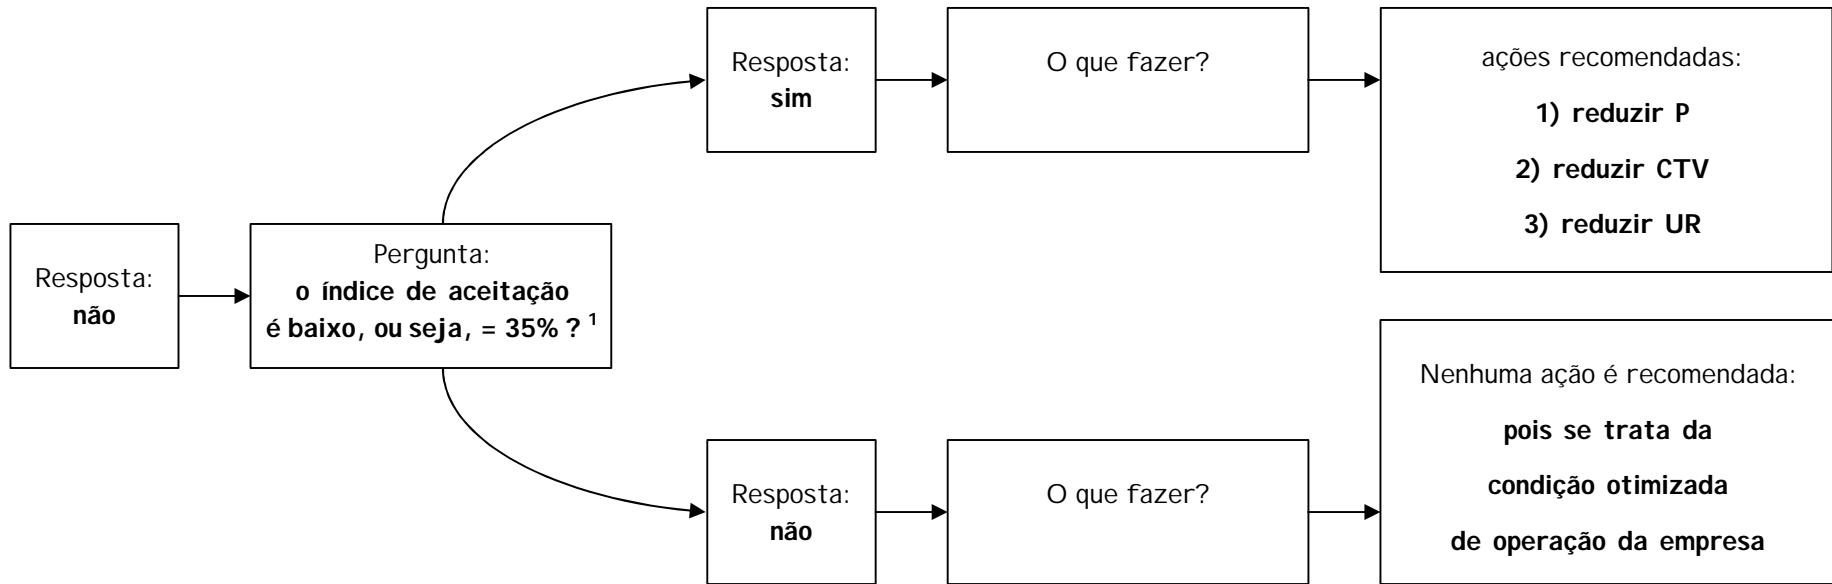 Resposta:
não
Pergunta:
o índice de aceitação
é baixo, ou seja, = 35% ? 1
Resposta:
sim
O que fazer?
ações recomendadas:
1) reduzir P
2) reduzir CTV
3) reduzir UR
Resposta:
não
O que fazer?
Nenhuma ação é recomendada:
pois se trata da
condição otimizada
de operação da empresa